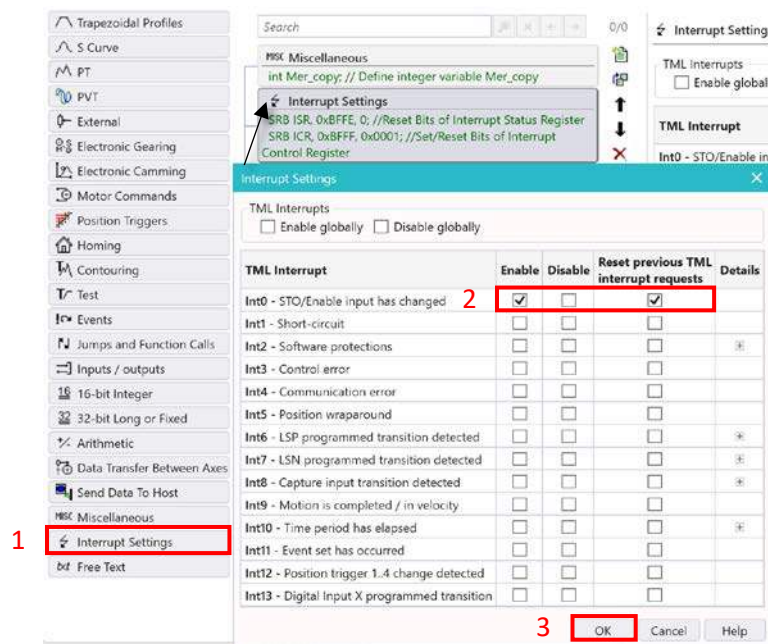 Trapezoidal Profiles
S Curve
PT
PVT
External
Electronic Gearing
Electronic Camming
Motor Commands
Position Triggers
Homing
Contouring
Test
Events
Jumps and Function Calls
Inputs / outputs
16 16-bit Integer
32 32-bit Long or Fixed
Arithmetic
Data Transfer Between Axes
Send Data To Host
MISC Miscellaneous
1 Interrupt Settings
txt Free Text
Search 0/0
MISC Miscellaneous
int Mer_copy; // Define integer variable Mer_copy
Interrupt Settings
SRB ISR, 0xBFFE, 0; //Reset Bits of Interrupt Status Register
SRB ICR, 0xBFFF, 0x0001; //Set/Reset Bits of Interrupt
Control Register
Interrupt Setting
TML Interrupts
Enable global
TML Interrupt
Int0 - STO/Enable in
Interrupt Settings
TML Interrupts
Enable globally Disable globally
TML Interrupt Enable Disable Reset previous TML interrupt requests Details
Int0 - STO/Enable input has changed 2
Int1 - Short-circuit
Int2 - Software protections
Int3 - Control error
Int4 - Communication error
Int5 - Position wraparound
Int6 - LSP programmed transition detected
Int7 - LSN programmed transition detected
Int8 - Capture input transition detected
Int9 - Motion is completed / in velocity
Int10 - Time period has elapsed
Int11 - Event set has occurred
Int12 - Position trigger 1..4 change detected
Int13 - Digital Input X programmed transition
3 OK Cancel Help